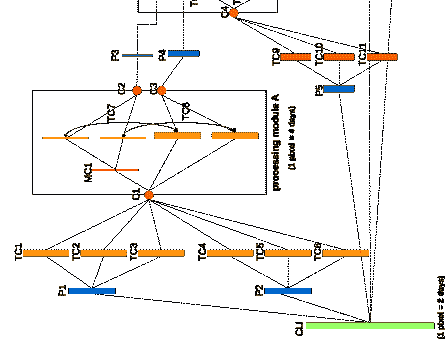 C4
P3
P4
TC9
TC10
TC11
P5
C2
C3
TC7
TC8
MC1
processing module A
(1 pixel = 4 days)
C1
TC1
TC2
TC3
TC4
TC5
TC6
P1
P2
CLI
(1 pixel = 2 days)